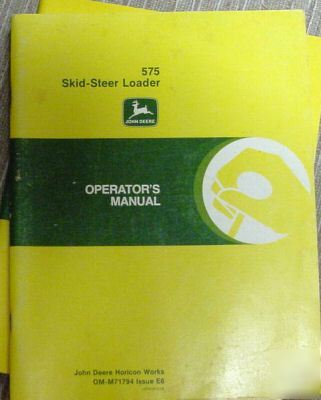 575
Skid-Steer Loader
JOHN DEERE
OPERATOR'S
MANUAL
John Deere Horicon Works
OM-M71794 Issue E6